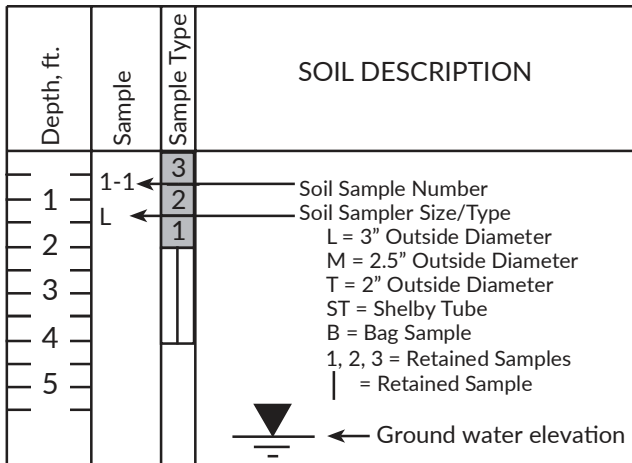 Depth, ft.
Sample
Sample Type
SOIL DESCRIPTION
3
1-1
Soil Sample Number
1
2
L
Soil Sampler Size/Type
1
L = 3” Outside Diameter
2
M = 2.5” Outside Diameter
T = 2” Outside Diameter
3
ST = Shelby Tube
B = Bag Sample
4
1, 2, 3 = Retained Samples
| = Retained Sample
5
Ground water elevation